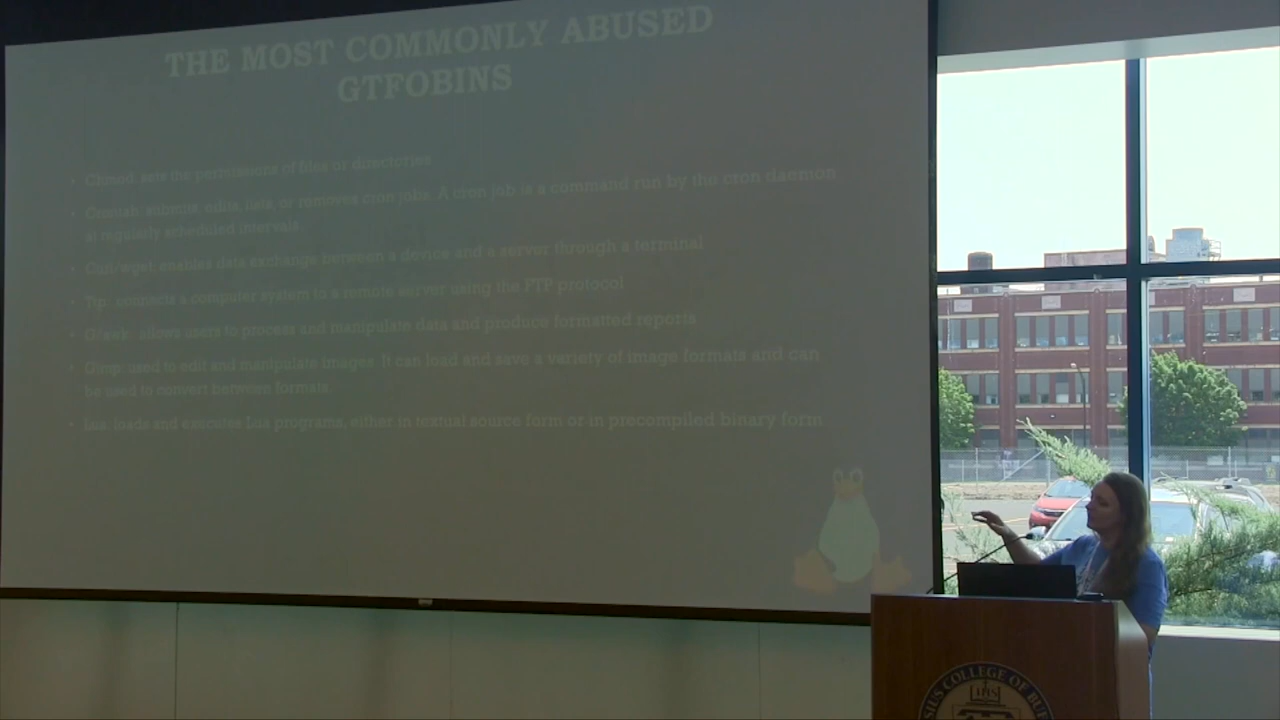 THE MOST COMMONLY ABUSED
GTFOBINS
Chmod: sets the permissions of files or directories
Crontab: submits, edits, lists, or removes cron jobs. A cron job is a command run by the cron daemon
at regularly scheduled intervals
Curl/wget: enables data exchange between a device and a server through a terminal
Ftp: connects a computer system to a remote server using the FTP protocol
Gawk: allows users to process and manipulate data and produce formatted reports
Gimp: used to edit and manipulate images. It can load and save a variety of image formats and can
be used to convert between formats
Lua: loads and executes Lua programs, either in textual source form or in precompiled binary form
COLLEGE OF
IHS